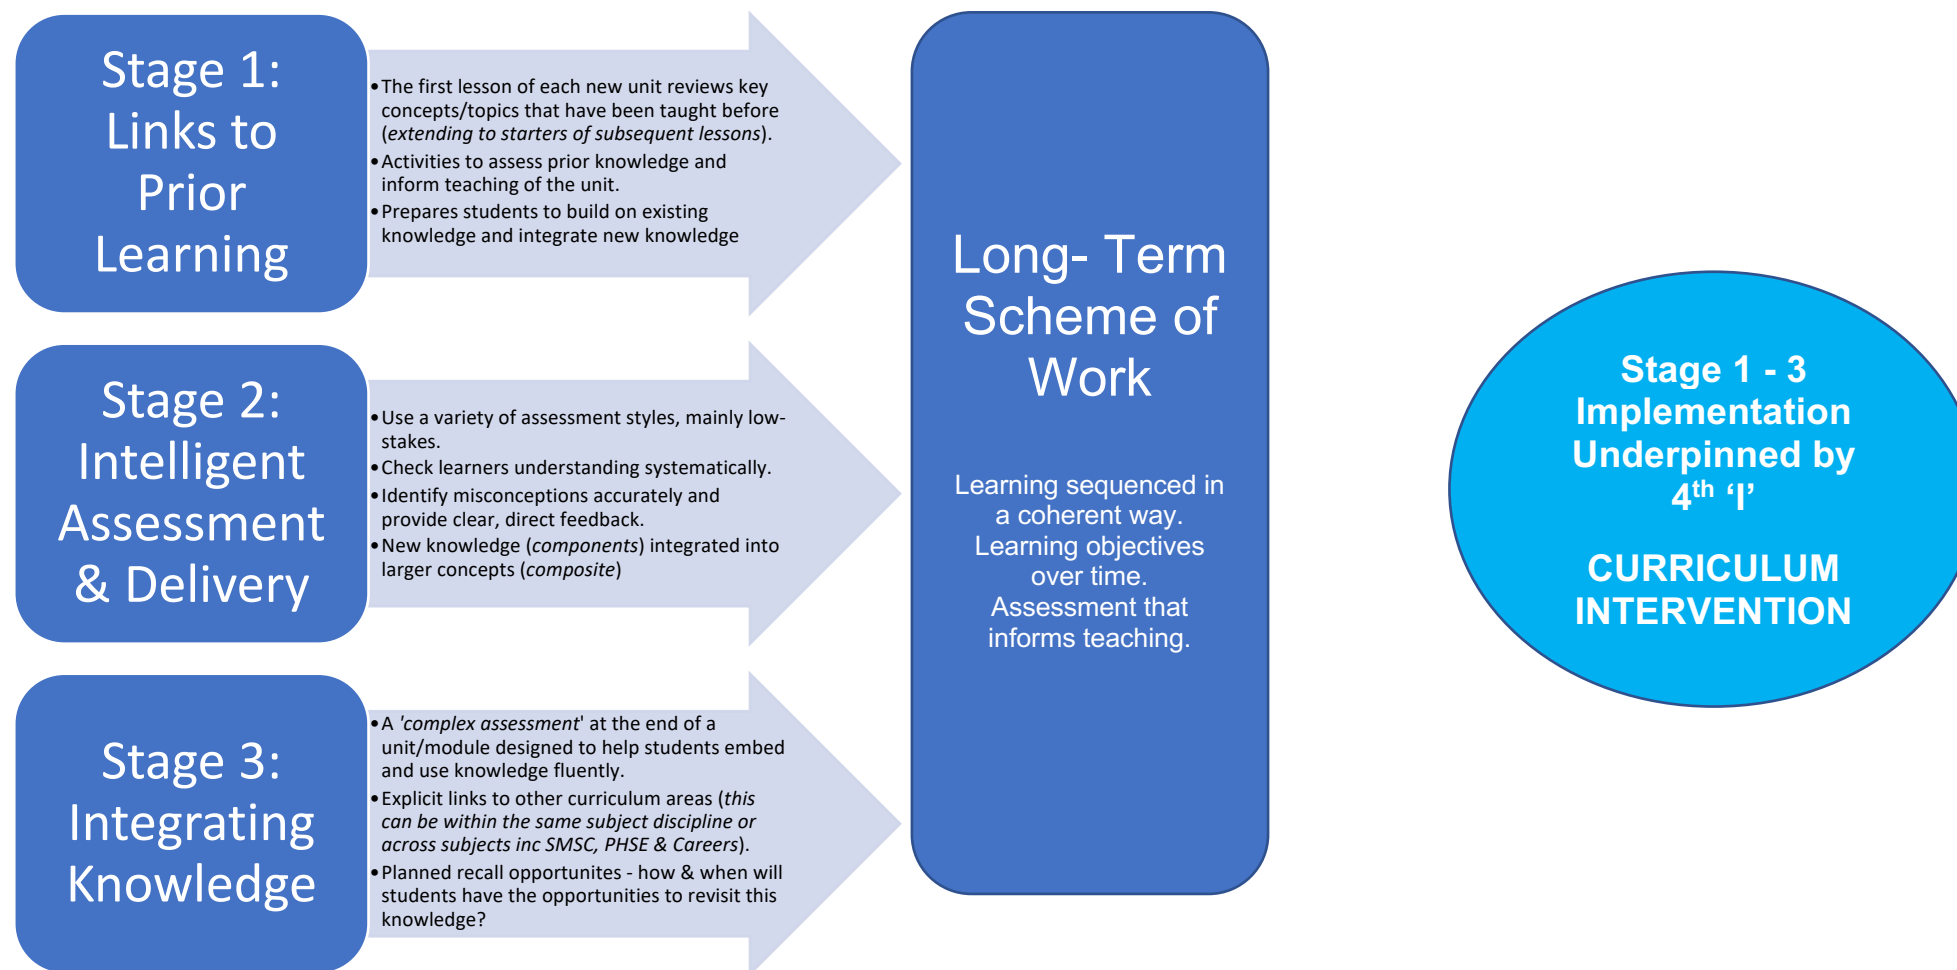 Stage 1:
Links to
Prior
Learning
•The first lesson of each new unit reviews key
concepts/topics that have been taught before
(extending to starters of subsequent lessons).
•Activities to assess prior knowledge and
inform teaching of the unit.
•Prepares students to build on existing
knowledge and integrate new knowledge
Stage 2:
Intelligent
Assessment
& Delivery
•Use a variety of assessment styles, mainly low-
stakes.
•Check learners understanding systematically.
•Identify misconceptions accurately and
provide clear, direct feedback.
•New knowledge (components) integrated into
larger concepts (composite)
Stage 3:
Integrating
Knowledge
•A 'complex assessment' at the end of a
unit/module designed to help students embed
and use knowledge fluently.
•Explicit links to other curriculum areas (this
can be within the same subject discipline or
across subjects inc SMSC, PHSE & Careers).
•Planned recall opportunites - how & when will
students have the opportunities to revisit this
knowledge?
Long- Term
Scheme of
Work
Learning sequenced in
a coherent way.
Learning objectives
over time.
Assessment that
informs teaching.
Stage 1 - 3
Implementation
Underpinned by
4th ‘I’
CURRICULUM
INTERVENTION